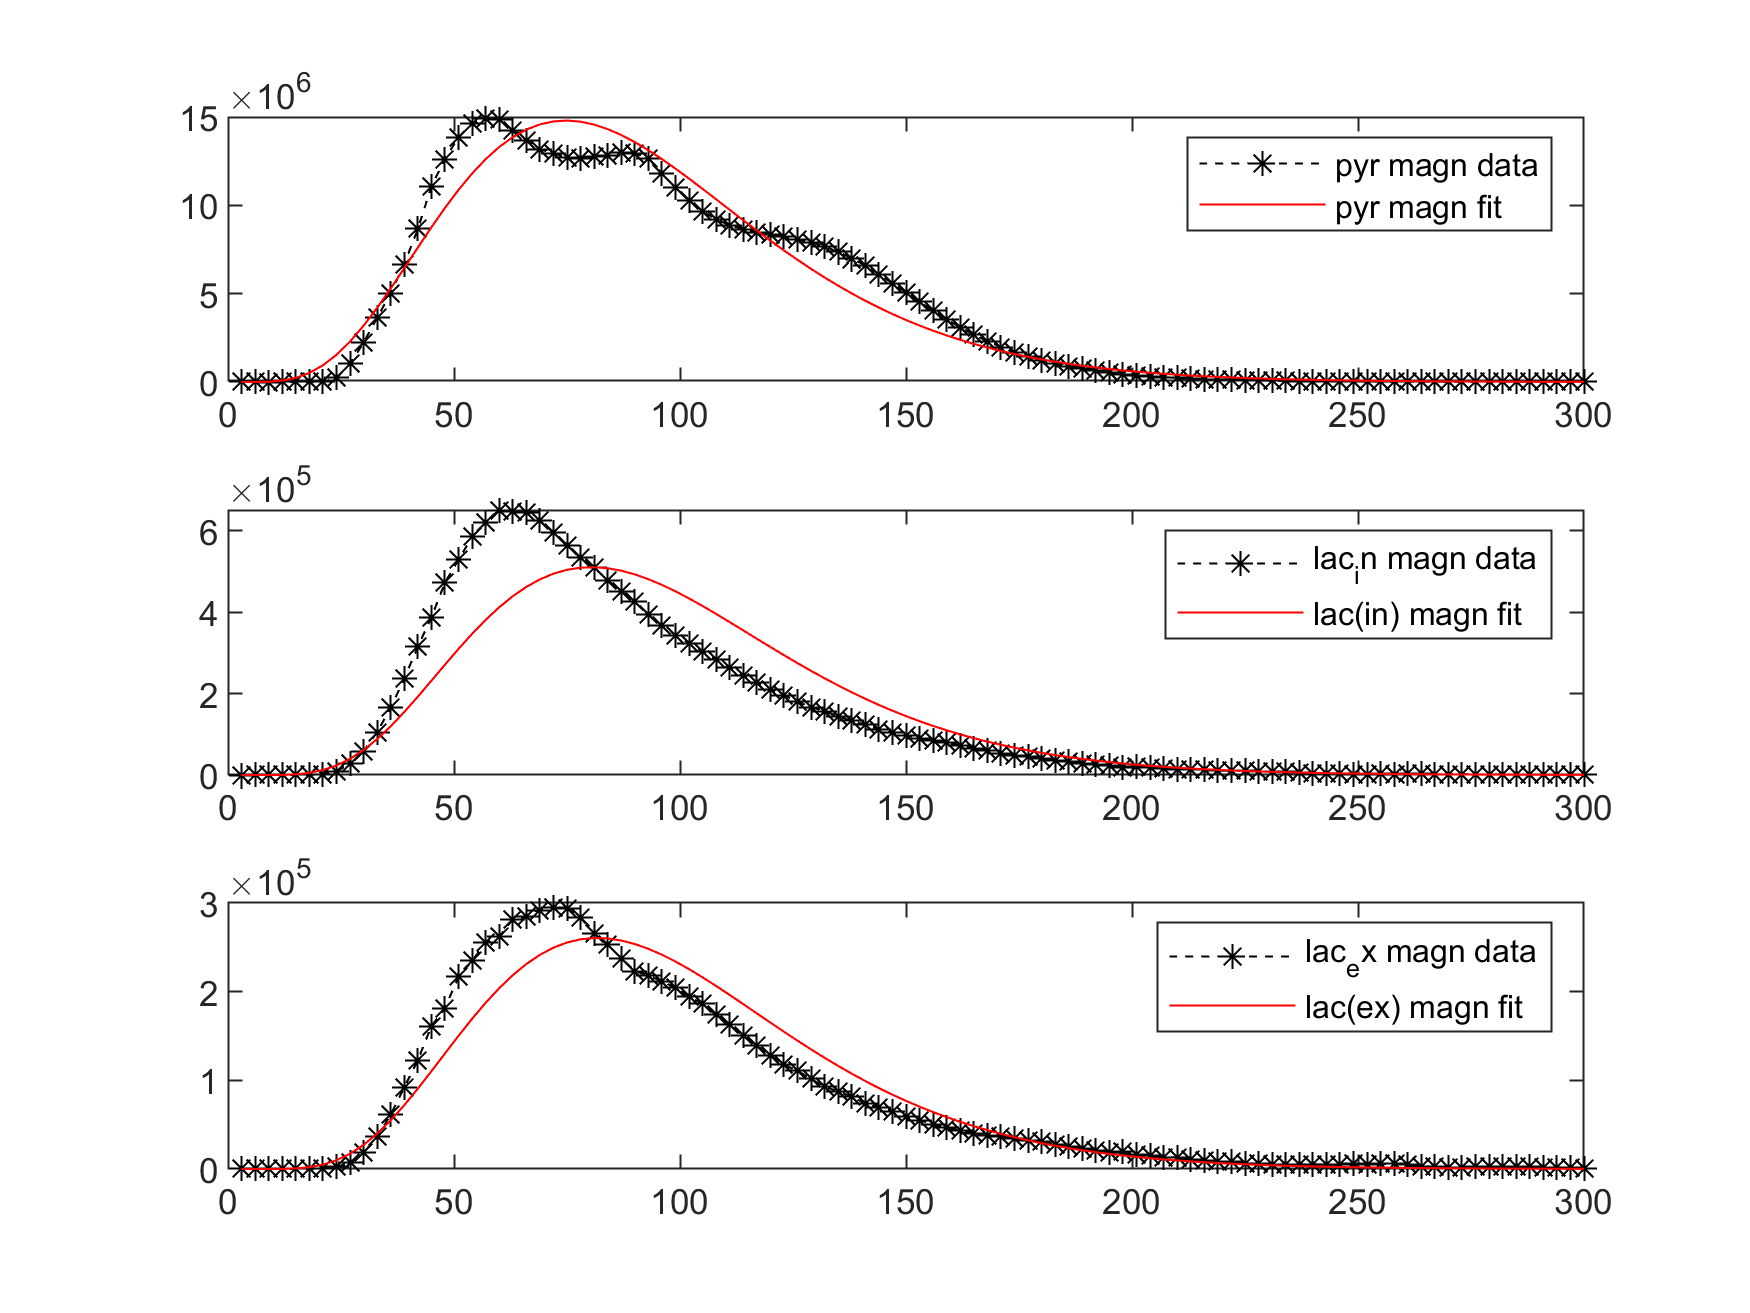 ×10^6
15
10
5
0
0 50 100 150 200 250 300
pyr magn data
pyr magn fit
×10^5
6
4
2
0
0 50 100 150 200 250 300
lac_in magn data
lac(in) magn fit
×10^5
3
2
1
0
0 50 100 150 200 250 300
lac_ex magn data
lac(ex) magn fit